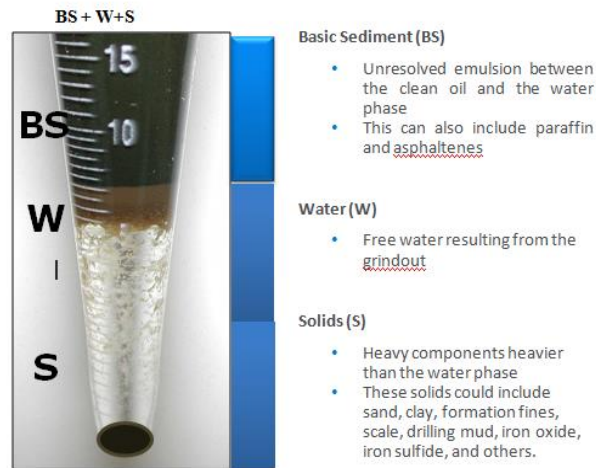 BS + W+S
15
BS
10
W
S
Basic Sediment (BS)
• Unresolved emulsion between
the clean oil and the water
phase
• This can also include paraffin
and asphaltenes
Water (W)
• Free water resulting from the
grindout
Solids (S)
• Heavy components heavier
than the water phase
• These solids could include
sand, clay, formation fines,
scale, drilling mud, iron oxide,
iron sulfide, and others.